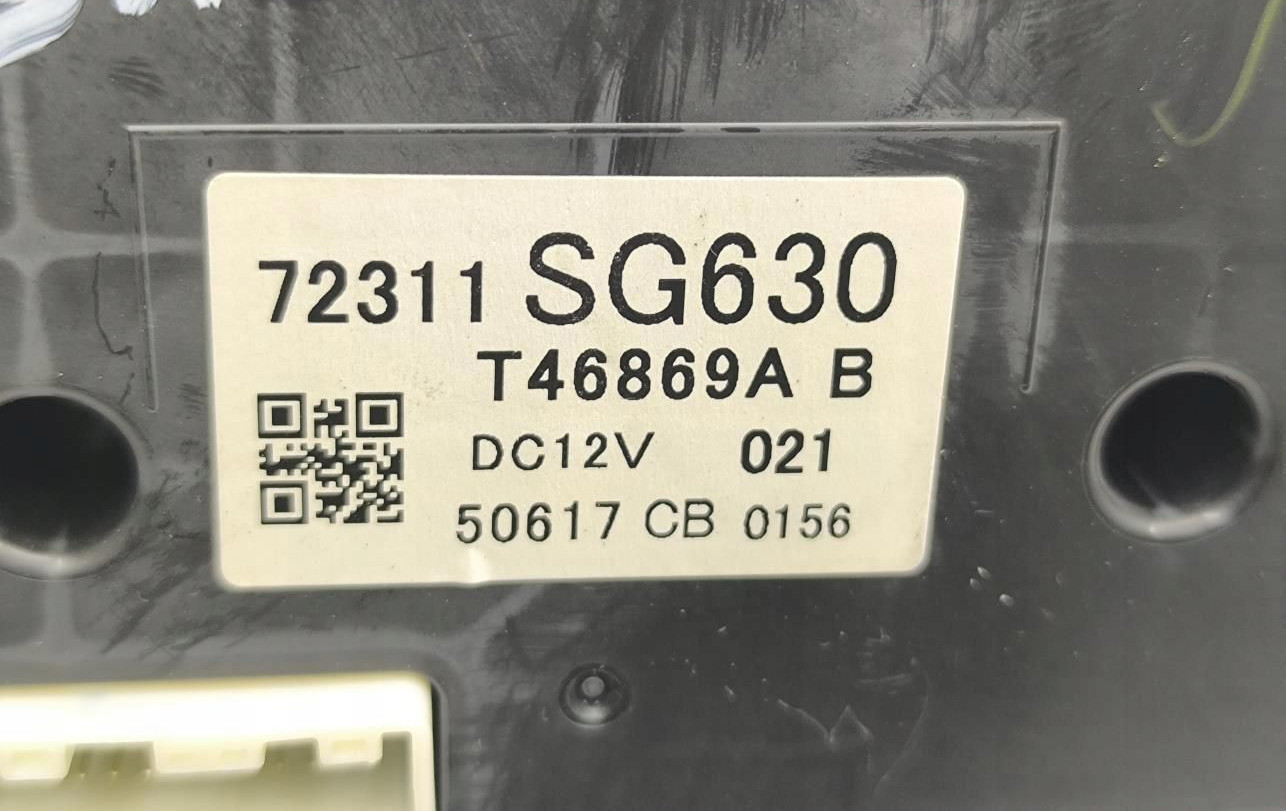 72311 SG630
T46869A B
DC12V 021
50617 CB 0156